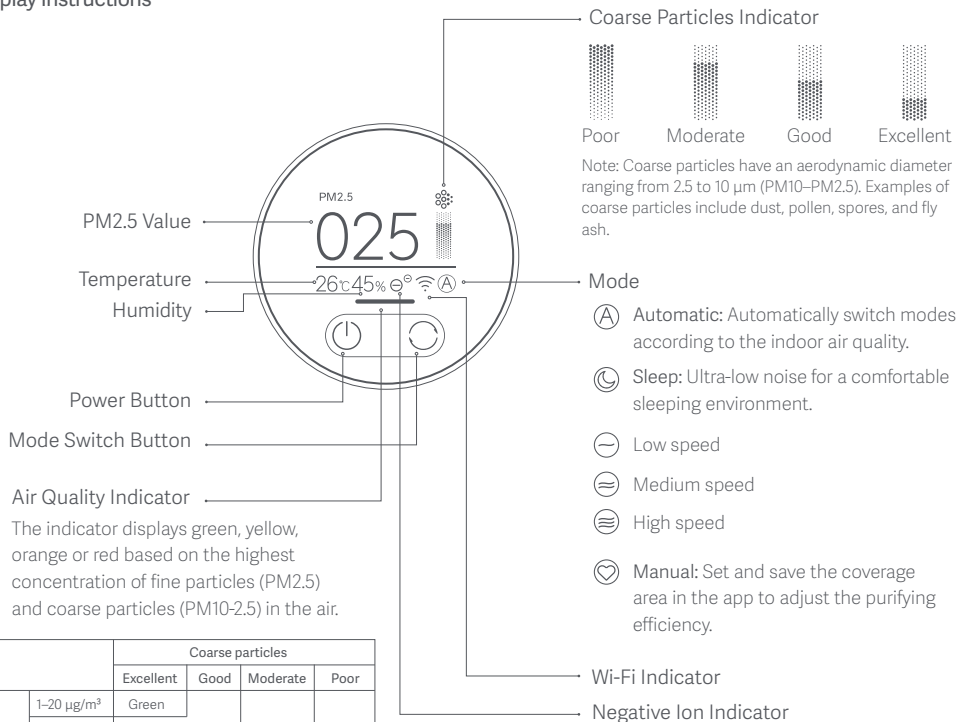 play Instructions
Coarse Particles Indicator
Poor
Moderate
Good
Excellent
Note: Coarse particles have an aerodynamic diameter
ranging from 2.5 to 10 µm (PM10–PM2.5). Examples of
coarse particles include dust, pollen, spores, and fly
ash.
PM2.5
025
26℃ 45%
A
PM2.5 Value
Temperature
Humidity
Power Button
Mode Switch Button
Air Quality Indicator
The indicator displays green, yellow,
orange or red based on the highest
concentration of fine particles (PM2.5)
and coarse particles (PM10-2.5) in the air.
Mode
A Automatic: Automatically switch modes
according to the indoor air quality.
Sleep: Ultra-low noise for a comfortable
sleeping environment.
Low speed
Medium speed
High speed
Manual: Set and save the coverage
area in the app to adjust the purifying
efficiency.
Wi-Fi Indicator
Negative Ion Indicator
Coarse particles
Excellent Good Moderate Poor
1–20 µg/m³ Green